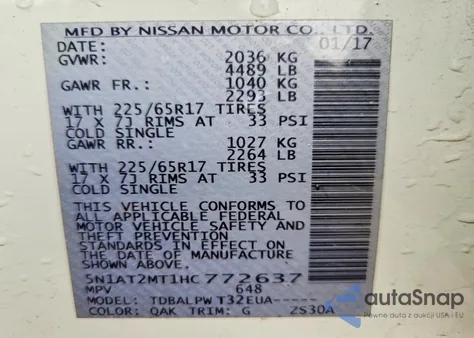 MFD BY NISSAN MOTOR CO., LTD.
DATE: 01/17
GVWR: 2036 KG
4489 LB
GAWR FR.: 1040 KG
2293 LB
WITH 225/65R17 TIRES
17 X 7J RIMS AT 33 PSI
COLD SINGLE
GAWR RR.: 1027 KG
2264 LB
WITH 225/65R17 TIRES
17 X 7J RIMS AT 33 PSI
COLD SINGLE
THIS VEHICLE CONFORMS TO
ALL APPLICABLE FEDERAL
MOTOR VEHICLE SAFETY AND
THEFT PREVENTION
STANDARDS IN EFFECT ON
THE DATE OF MANUFACTURE
SHOWN ABOVE.
5N1AT2MT1HC772637
MPV 648
MODEL: TDBALPW T32EUA-----
COLOR: QAK TRIM: G ZS30A
autoSnap
Pewne auta z USA i EU